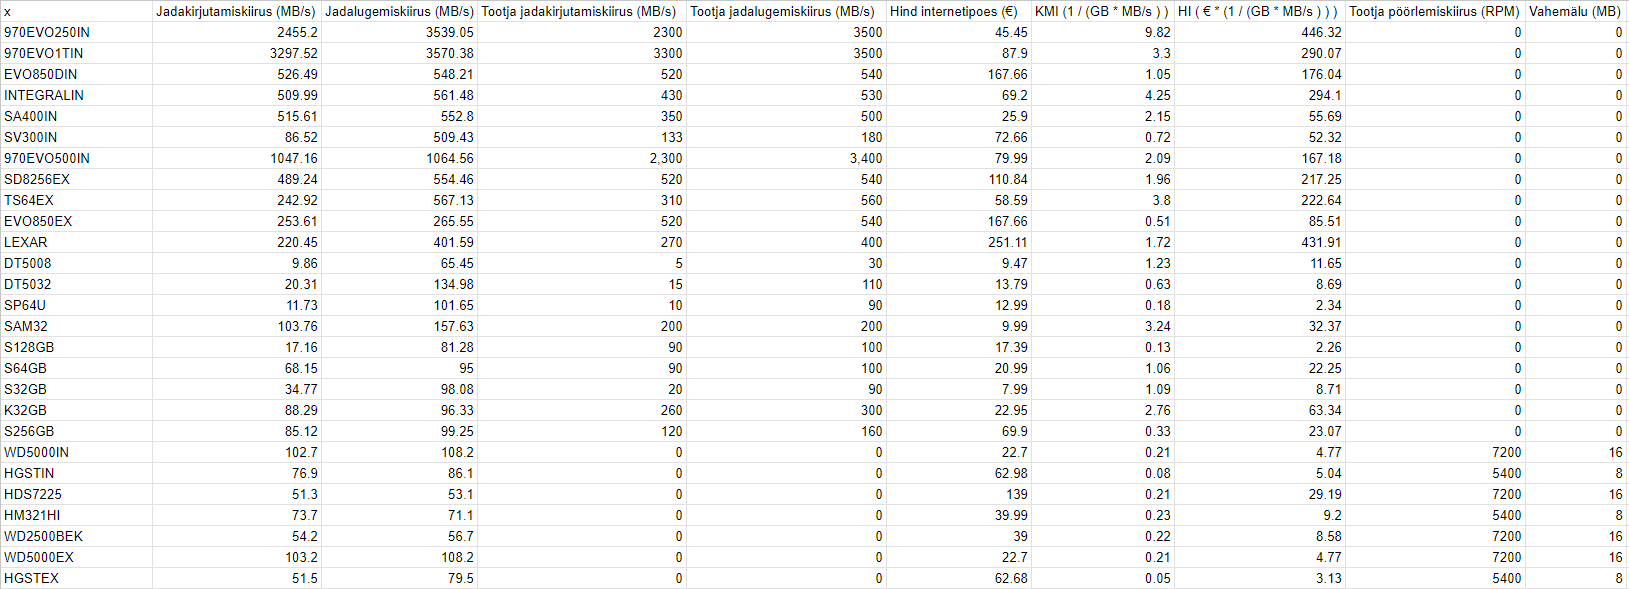 x Jadakirjutamiskiirus (MB/s) Jadalugemiskiirus (MB/s) Tootja jadakirjutamiskiirus (MB/s) Tootja jadalugemiskiirus (MB/s) Hind internetipoes (€) KMI (1 / (GB * MB/s ) ) HI ( € * (1 / (GB * MB/s ) ) ) Tootja pöörlemiskiirus (RPM) Vahemälu (MB)
970EVO250IN 2455.2 3539.05 2300 3500 45.45 9.82 446.32 0 0
970EVO1TIN 3297.52 3570.38 3300 3500 87.9 3.3 290.07 0 0
EVO850DIN 526.49 548.21 520 540 167.66 1.05 176.04 0 0
INTEGRALIN 509.99 561.48 430 530 69.2 4.25 294.1 0 0
SA400IN 515.61 552.8 350 500 25.9 2.15 55.69 0 0
SV300IN 86.52 509.43 133 180 72.66 0.72 52.32 0 0
970EVO500IN 1047.16 1064.56 2,300 3,400 79.99 2.09 167.18 0 0
SD8256EX 489.24 554.46 520 540 110.84 1.96 217.25 0 0
TS64EX 242.92 567.13 310 560 58.59 3.8 222.64 0 0
EVO850EX 253.61 265.55 520 540 167.66 0.51 85.51 0 0
LEXAR 220.45 401.59 270 400 251.11 1.72 431.91 0 0
DT5008 9.86 65.45 5 30 9.47 1.23 11.65 0 0
DT5032 20.31 134.98 15 110 13.79 0.63 8.69 0 0
SP64U 11.73 101.65 10 90 12.99 0.18 2.34 0 0
SAM32 103.76 157.63 200 200 9.99 3.24 32.37 0 0
S128GB 17.16 81.28 90 100 17.39 0.13 2.26 0 0
S64GB 68.15 95 90 100 20.99 1.06 22.25 0 0
S32GB 34.77 98.08 20 90 7.99 1.09 8.71 0 0
K32GB 88.29 96.33 260 300 22.95 2.76 63.34 0 0
S256GB 85.12 99.25 120 160 69.9 0.33 23.07 0 0
WD5000IN 102.7 108.2 0 0 22.7 0.21 4.77 7200 16
HGSTIN 76.9 86.1 0 0 62.98 0.08 5.04 5400 8
HDS7225 51.3 53.1 0 0 139 0.21 29.19 7200 16
HM321HI 73.7 71.1 0 0 39.99 0.23 9.2 5400 8
WD2500BEK 54.2 56.7 0 0 39 0.22 8.58 7200 16
WD5000EX 103.2 108.2 0 0 22.7 0.21 4.77 7200 16
HGSTEX 51.5 79.5 0 0 62.68 0.05 3.13 5400 8